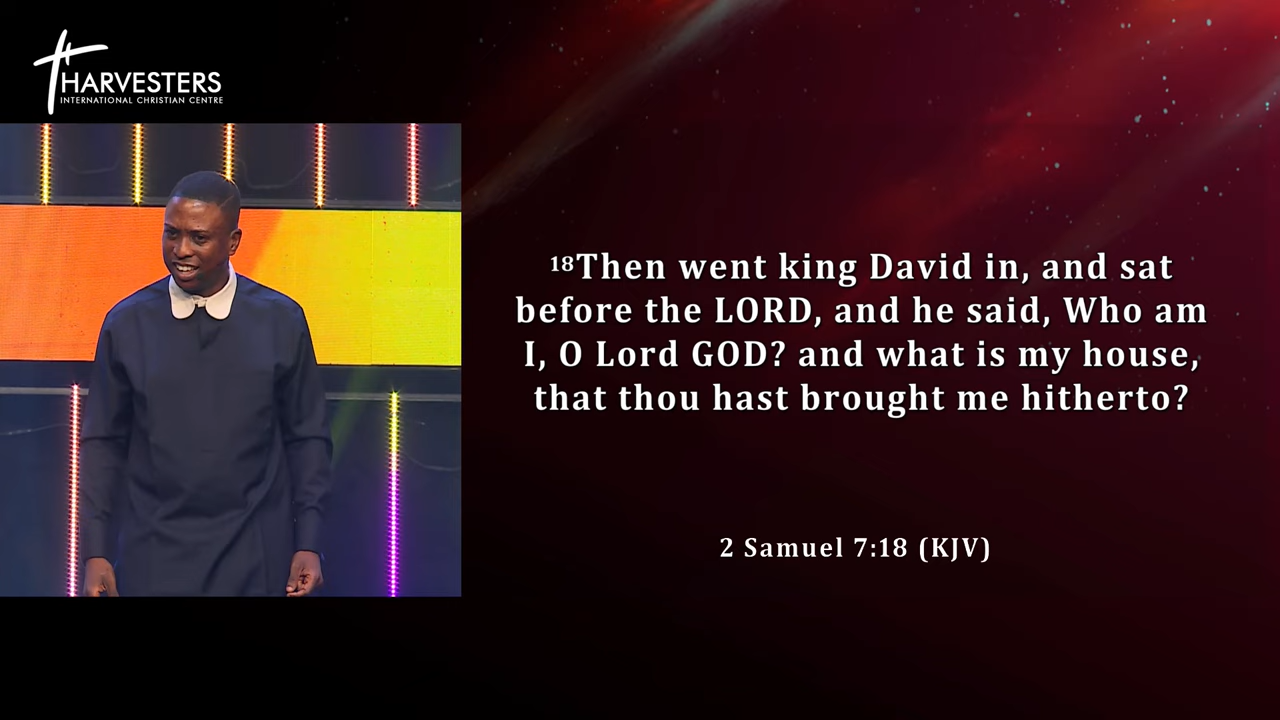 HARVESTERS
INTERNATIONAL CHRISTIAN CENTRE
¹⁸Then went king David in, and sat
before the LORD, and he said, Who am
I, O Lord GOD? and what is my house,
that thou hast brought me hitherto?
2 Samuel 7:18 (KJV)